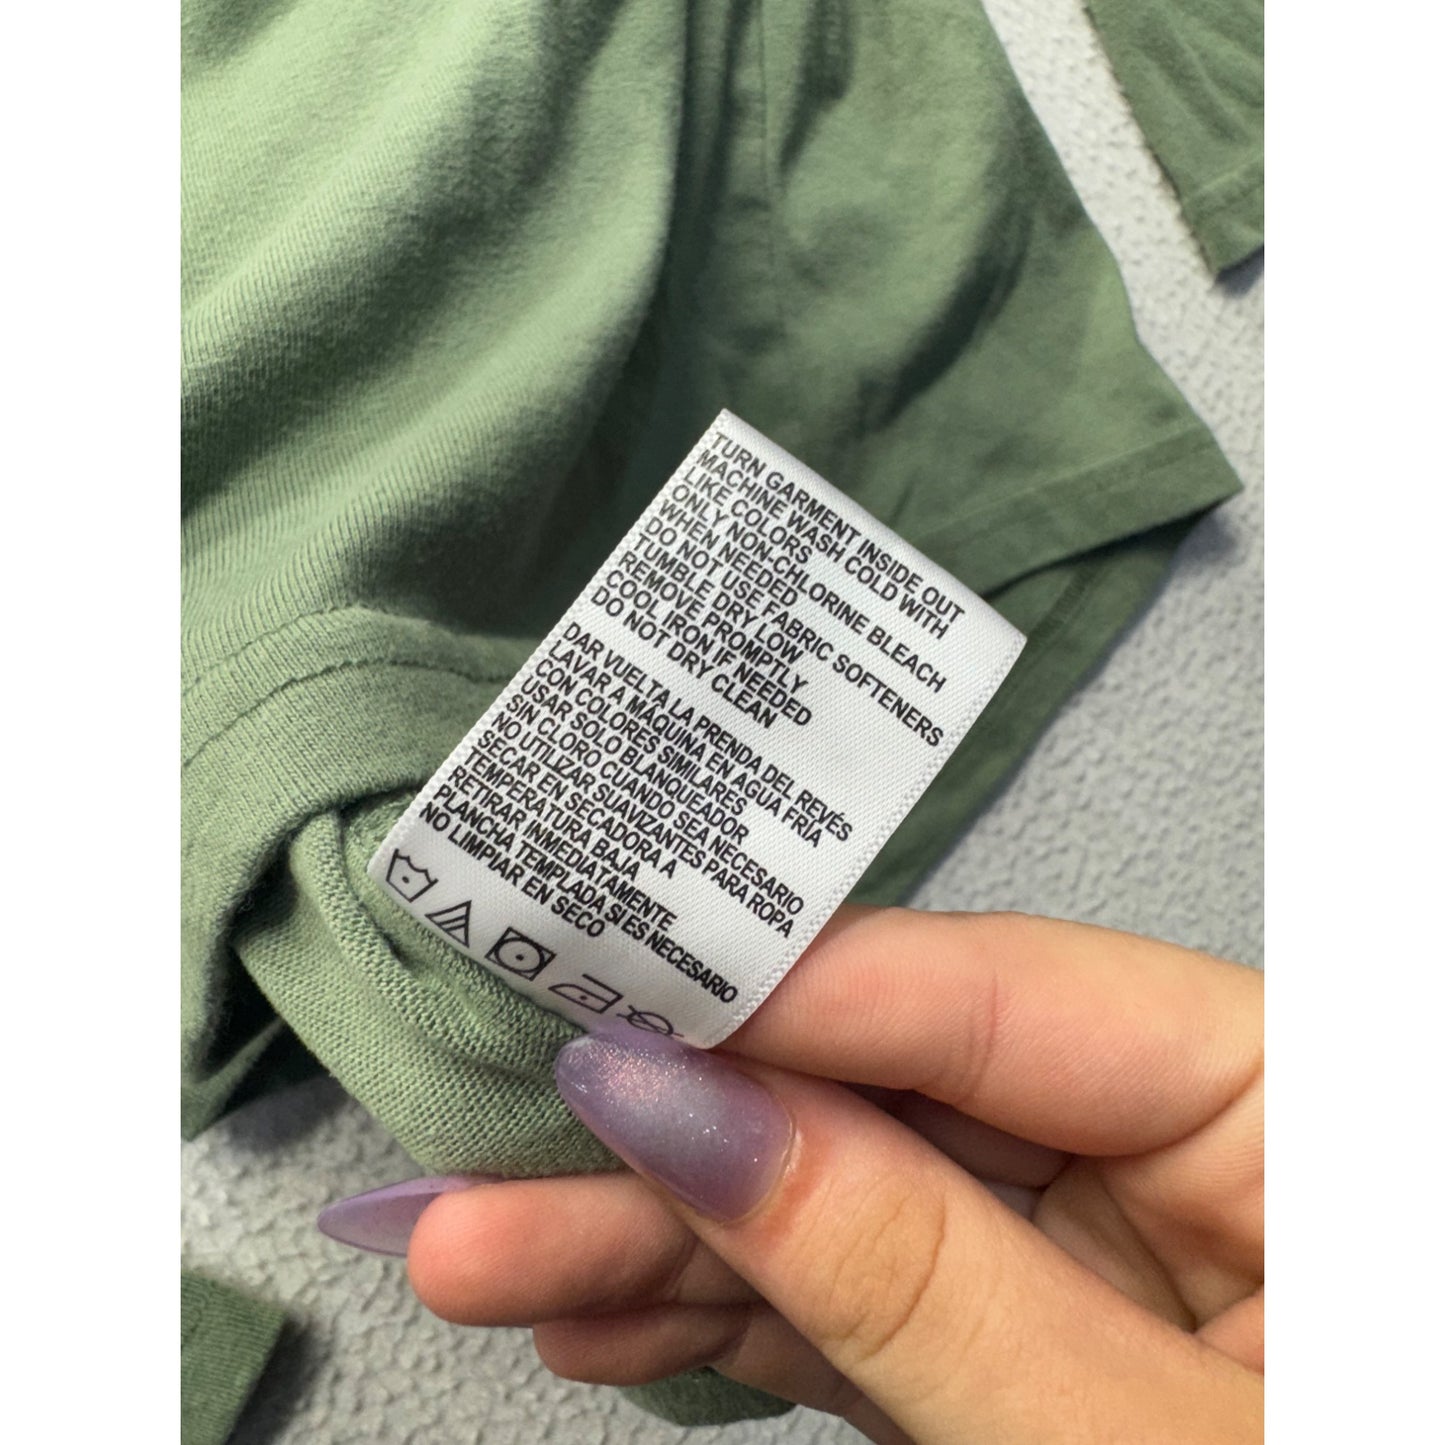 TURN GARMENT INSIDE OUT
MACHINE WASH COLD WITH
LIKE COLORS
ONLY NON-CHLORINE BLEACH
WHEN NEEDED
DO NOT USE FABRIC SOFTENERS
TUMBLE DRY LOW
REMOVE PROMPTLY
COOL IRON IF NEEDED
DO NOT DRY CLEAN
DAR VUELTA LA PRENDA DEL REVÉS
LAVAR A MÁQUINA EN AGUA FRÍA
CON COLORES SIMILARES
USAR SOLO BLANQUEADOR
SIN CLORO CUANDO SEA NECESARIO
NO UTILIZAR SUAVIZANTES PARA ROPA
SECAR EN SECADORA A
TEMPERATURA BAJA
RETIRAR INMEDIATAMENTE
PLANCHA TEMPLADA SI ES NECESARIO
NO LIMPIAR EN SECO